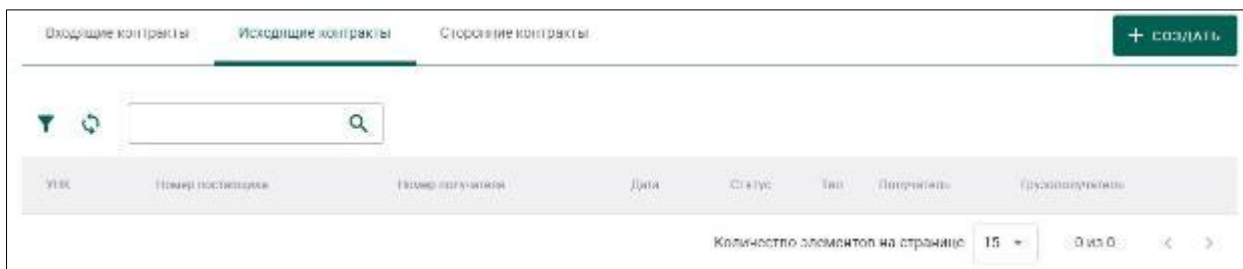 Входящие контракты Исходящие контракты Сторонние контракты + СОЗДАТЬ
УНК Номер поставщика Номер получателя Дата Статус Тип Получатель Грузополучатель
Количество элементов на странице 15 0 из 0